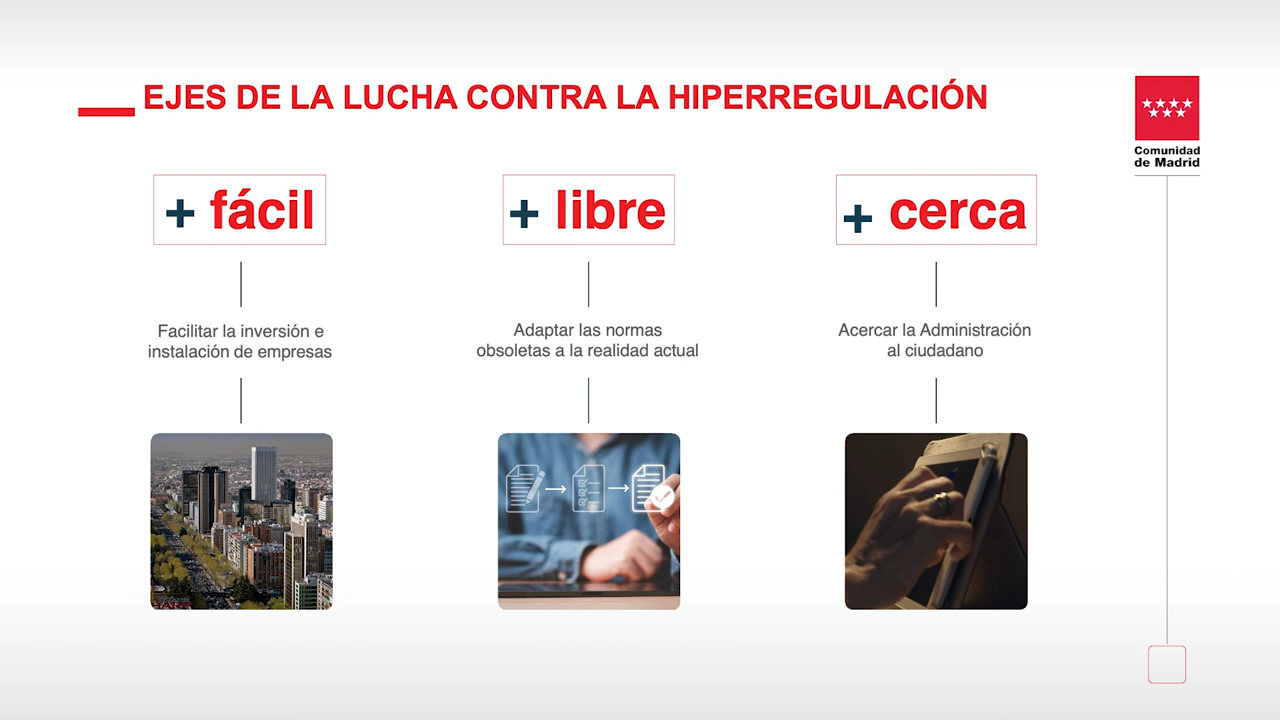 EJES DE LA LUCHA CONTRA LA HIPERREGULACIÓN
Comunidad
de Madrid
+ fácil
+ libre
+ cerca
Facilitar la inversión e
instalación de empresas
Adaptar las normas
obsoletas a la realidad actual
Acercar la Administración
al ciudadano